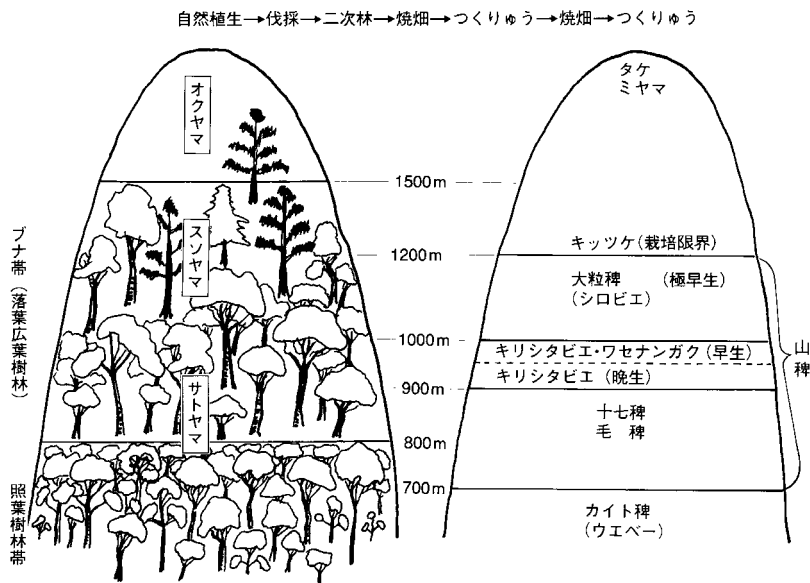 自然植生→伐採→二次林→焼畑→つくりゅう→焼畑→つくりゅう
オクヤマ
スソヤマ
サトヤマ
ブナ帯（落葉広葉樹林）
照葉樹林帯
1500m
1200m
1000m
900m
800m
700m
タケ
ミヤマ
キッツケ（栽培限界）
大粒稗　（極早生）
（シロビエ）
キリシタビエ・ワセナンガク（早生）
キリシタビエ（晩生）
十七稗
毛稗
山稗
カイト稗
（ウエベー）